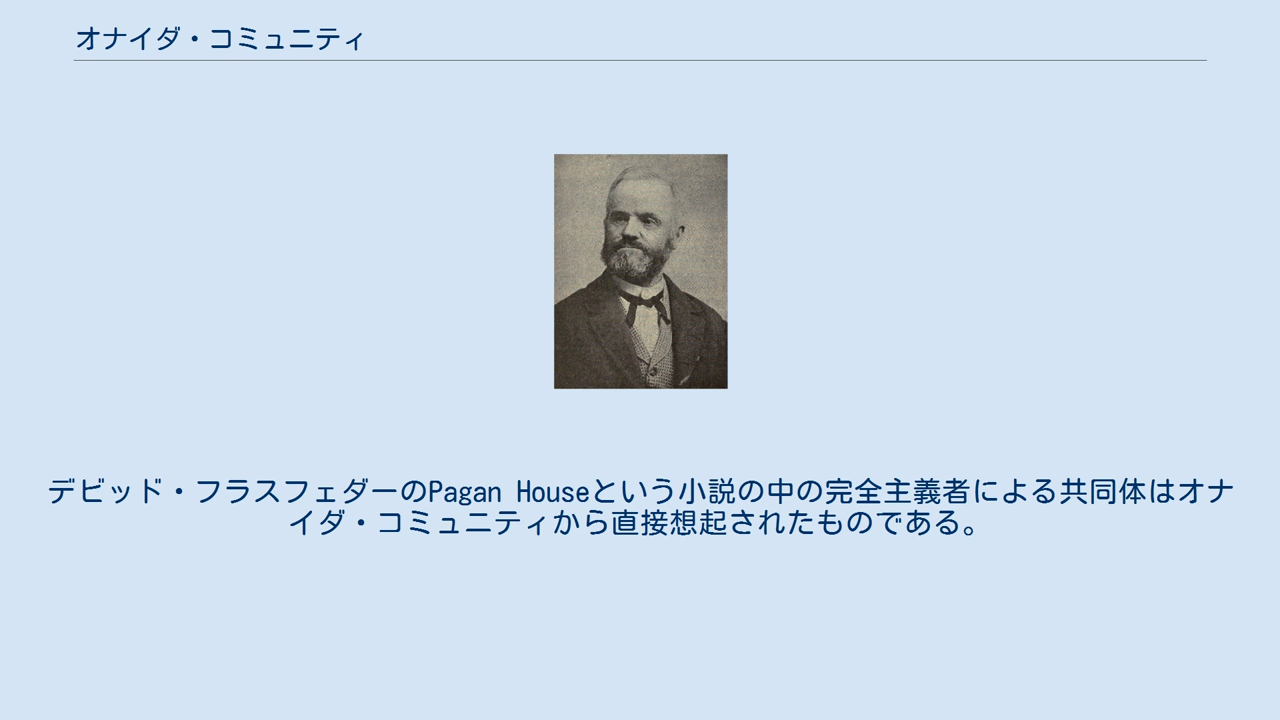 オナイダ・コミュニティ
デビッド・フラスフェダーのPagan Houseという小説の中の完全主義者による共同体はオナ
イダ・コミュニティから直接想起されたものである。